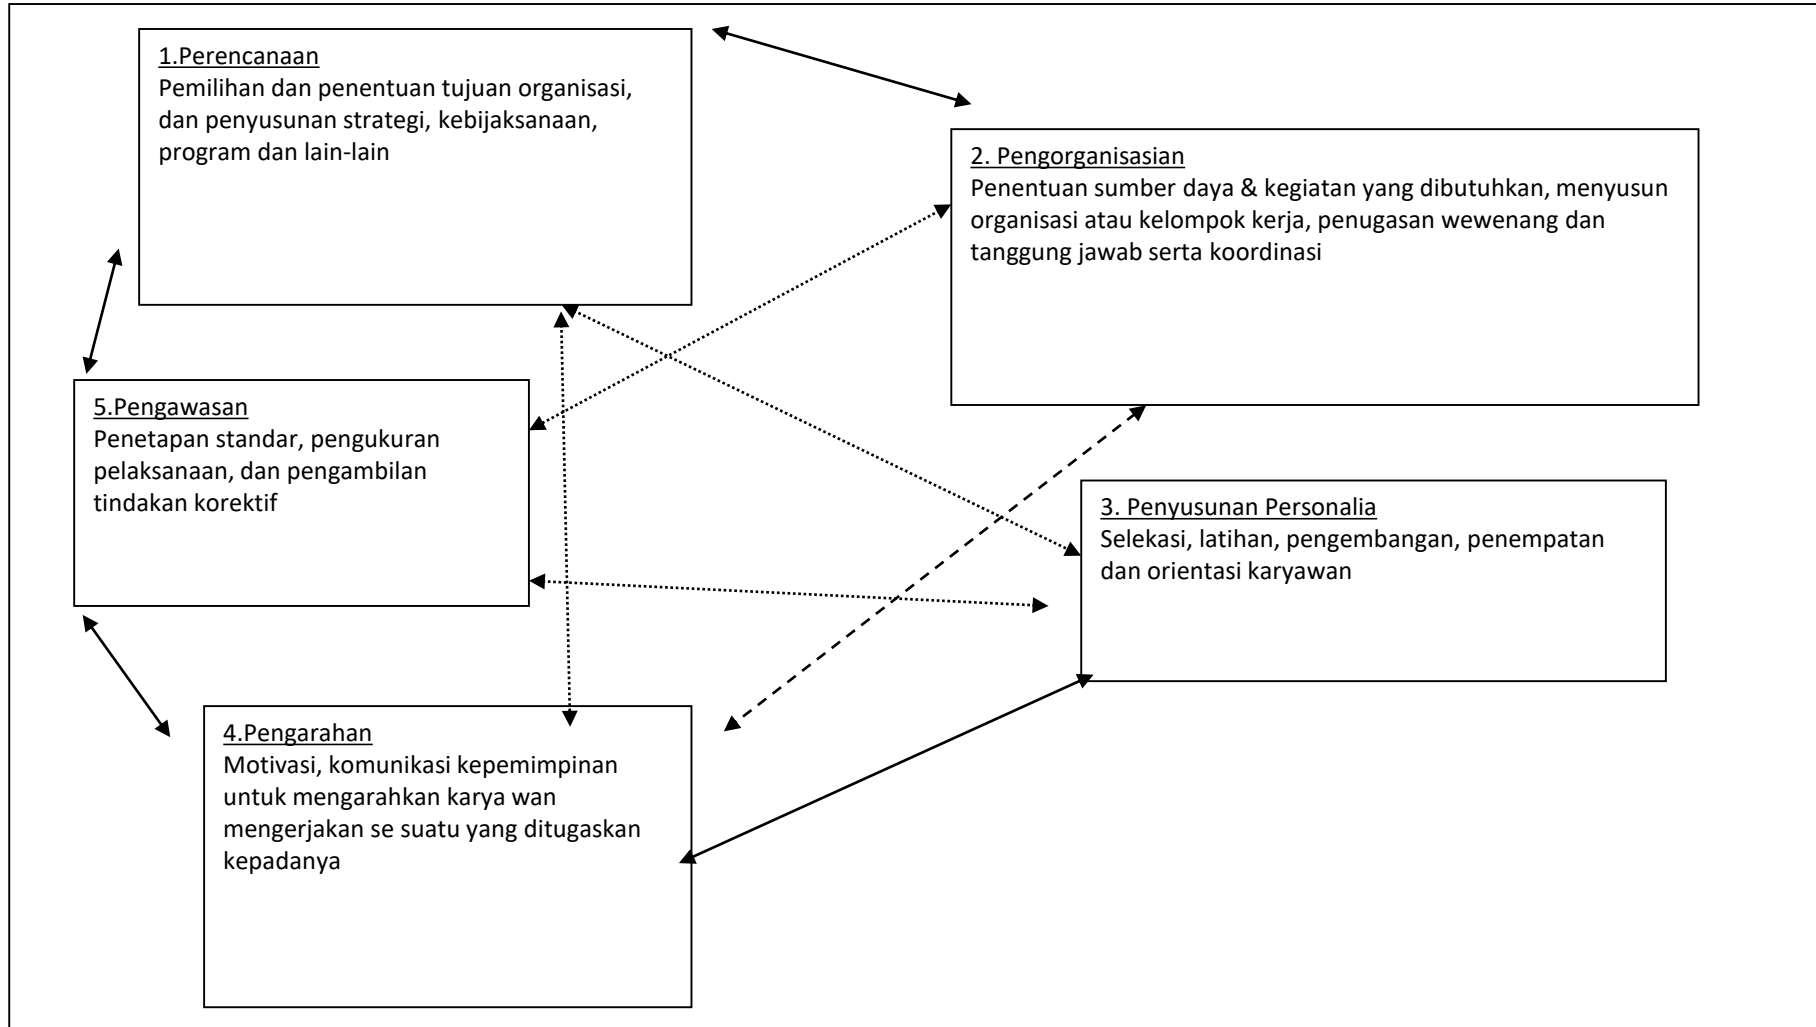 1.Perencanaan
Pemilihan dan penentuan tujuan organisasi,
dan penyusunan strategi, kebijaksanaan,
program dan lain-lain
2. Pengorganisasian
Penentuan sumber daya & kegiatan yang dibutuhkan, menyusun
organisasi atau kelompok kerja, penugasan wewenang dan
tanggung jawab serta koordinasi
5.Pengawasan
Penetapan standar, pengukuran
pelaksanaan, dan pengambilan
tindakan korektif
3. Penyusunan Personalia
Selekasi, latihan, pengembangan, penempatan
dan orientasi karyawan
4.Pengarahan
Motivasi, komunikasi kepemimpinan
untuk mengarahkan karya wan
mengerjakan se suatu yang ditugaskan
kepadanya